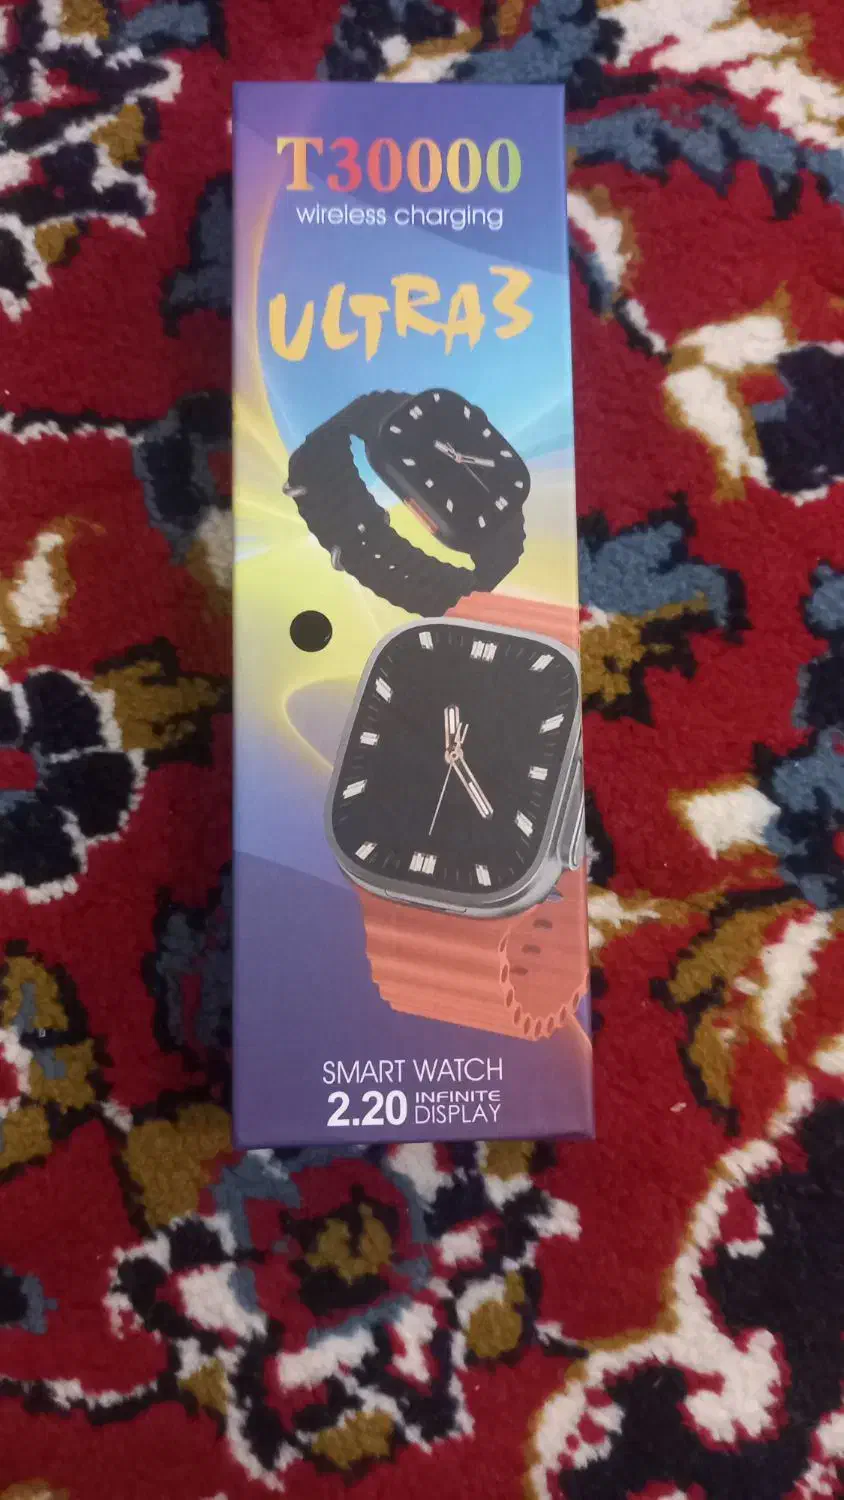 T30000
wireless charging
ULTRA3
SMART WATCH
2.20 INFINITE
DISPLAY